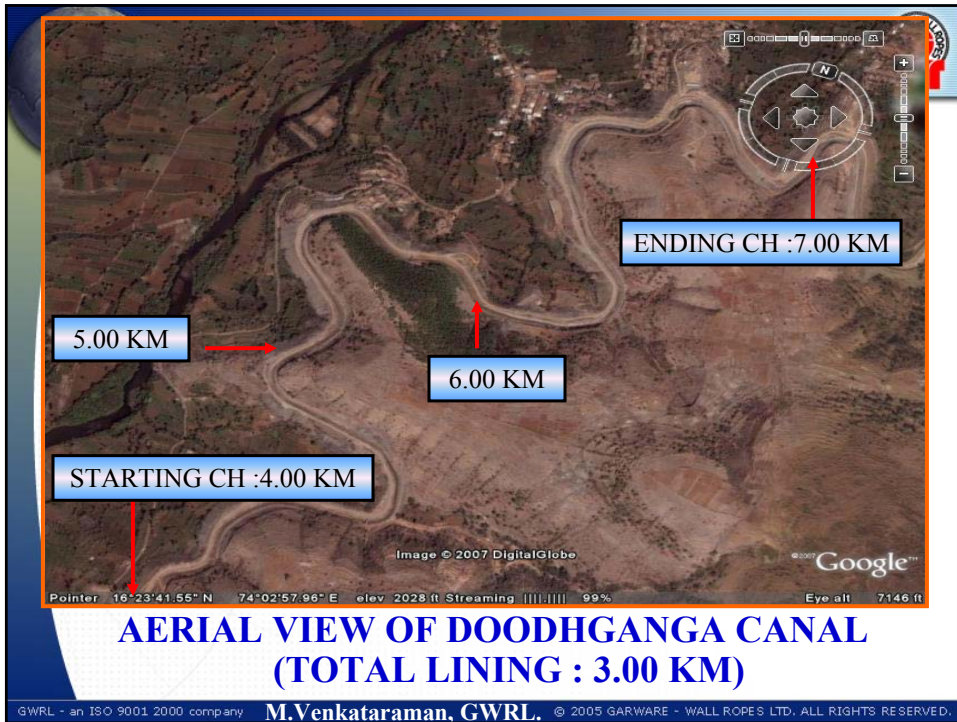 WALL ROPES
N
ENDING CH :7.00 KM
5.00 KM
6.00 KM
STARTING CH :4.00 KM
Image © 2007 DigitalGlobe
©2007 Google™
Pointer 16°23'41.55" N 74°02'57.96" E elev 2028 ft Streaming ||||.|||| 99% Eye alt 7146 ft
AERIAL VIEW OF DOODHGANGA CANAL
(TOTAL LINING : 3.00 KM)
GWRL - an ISO 9001 2000 company M.Venkataraman, GWRL. © 2005 GARWARE - WALL ROPES LTD. ALL RIGHTS RESERVED.